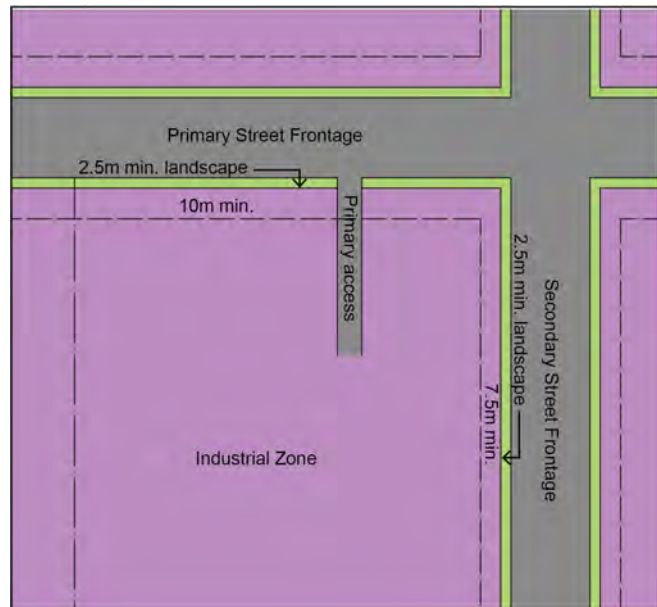 Primary Street Frontage
2.5m min. landscape
10m min.
Primary access
2.5m min. landscape
Secondary Street Frontage
7.5m min.
Industrial Zone